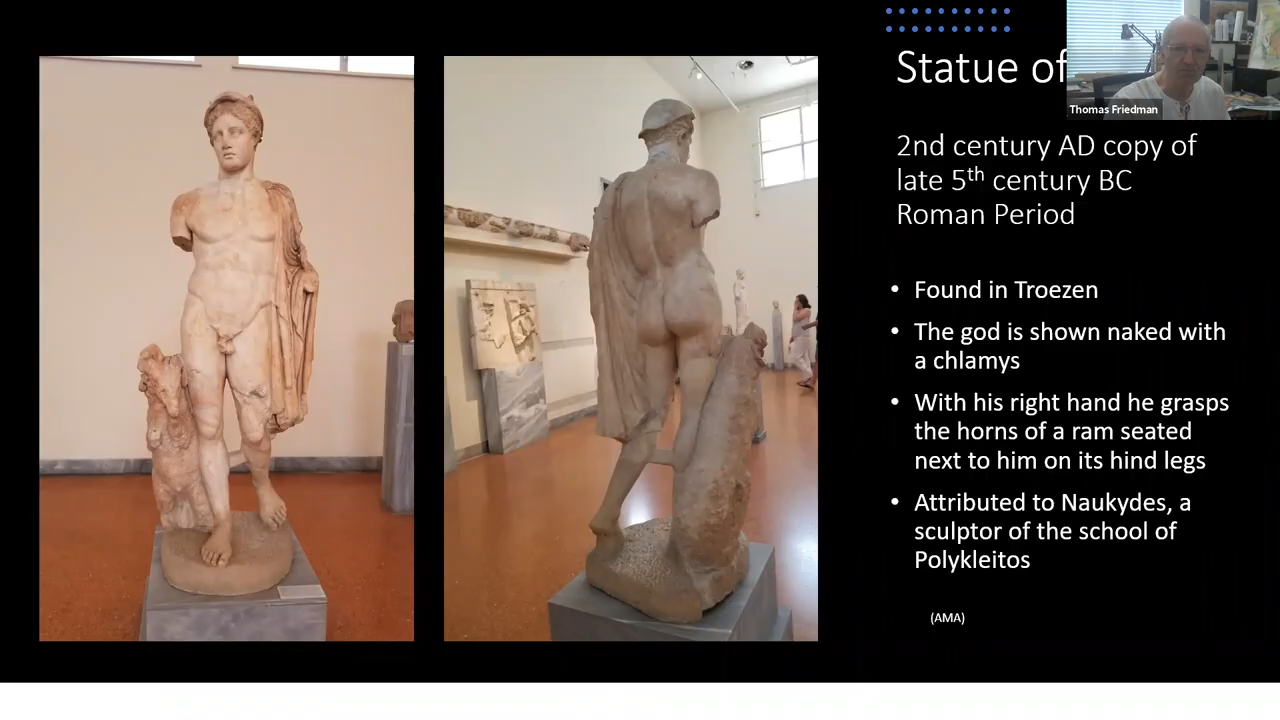 Statue of
Thomas Friedman
2nd century AD copy of
late 5th century BC
Roman Period
• Found in Troezen
• The god is shown naked with
a chlamys
• With his right hand he grasps
the horns of a ram seated
next to him on its hind legs
• Attributed to Naukydes, a
sculptor of the school of
Polykleitos
(AMA)